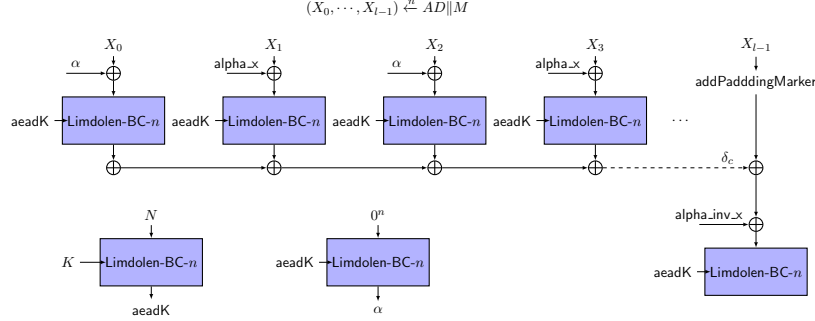 (X_0, ⋯, X_{l−1}) ←^n AD∥M
X_0 X_1 X_2 X_3 X_{l−1}
α alpha_x α alpha_x addPadddingMarker
aeadK Limdolen-BC-n aeadK Limdolen-BC-n aeadK Limdolen-BC-n aeadK Limdolen-BC-n ⋯
δ_c
N 0^n alpha_inv_x
K Limdolen-BC-n aeadK Limdolen-BC-n aeadK Limdolen-BC-n
aeadK α